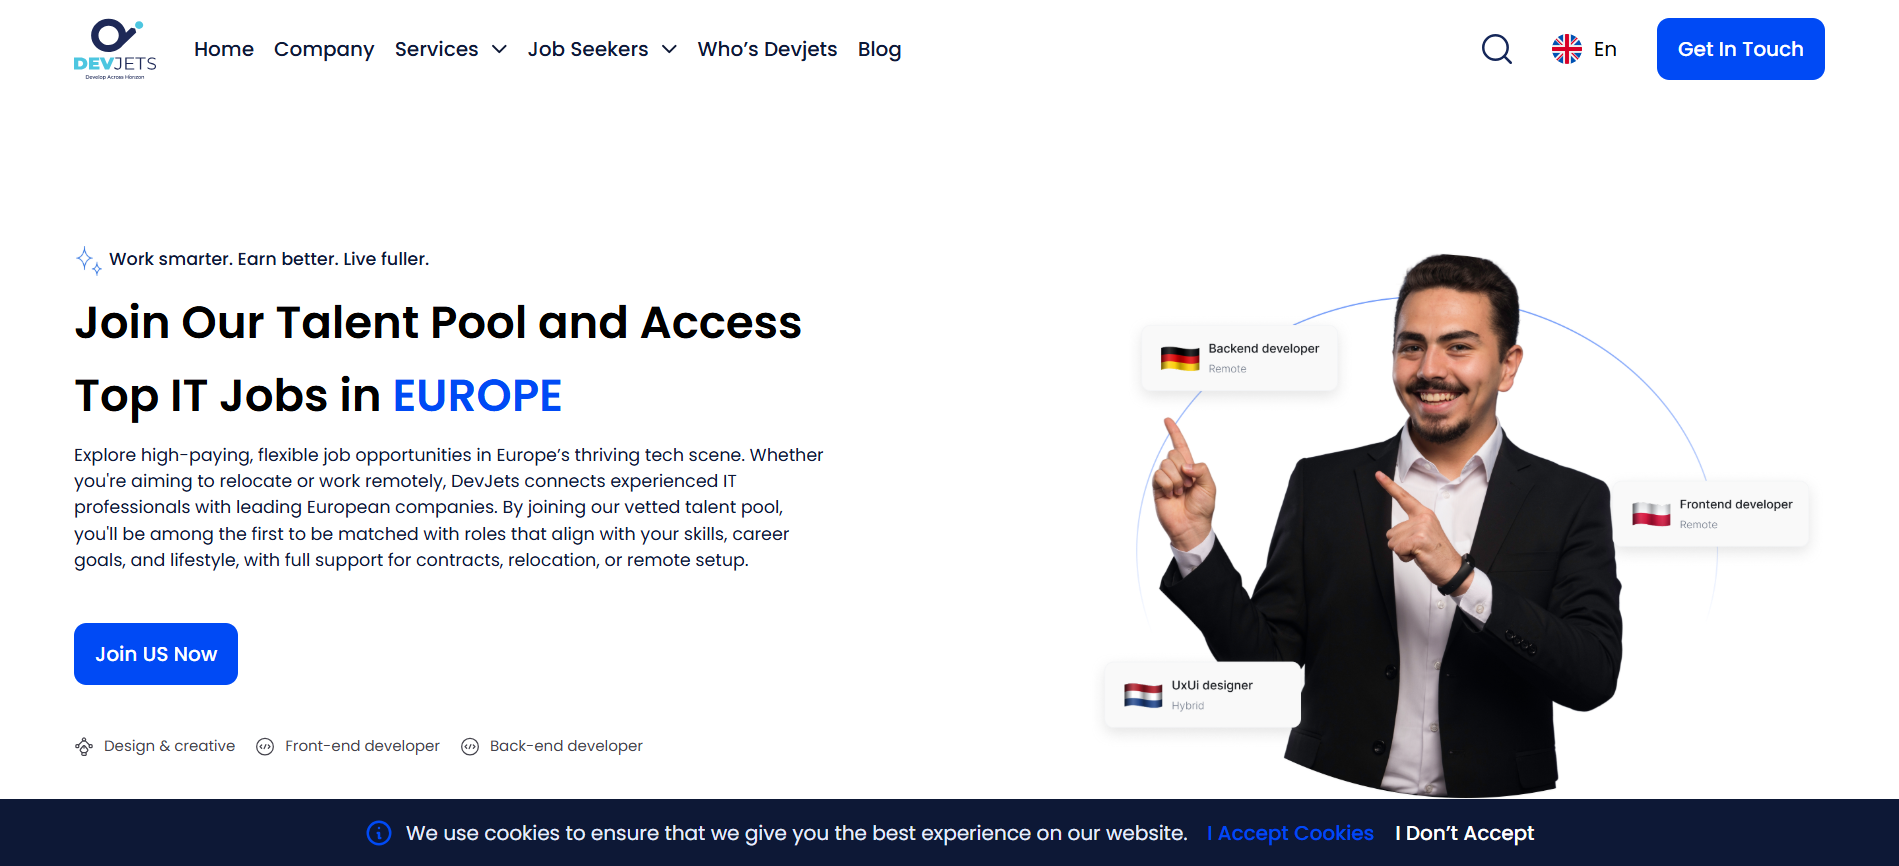 DEVJETS
Develop Across Horizon
Home
Company
Services
Job Seekers
Who’s Devjets
Blog
En
Get In Touch
Work smarter. Earn better. Live fuller.
Join Our Talent Pool and Access
Top IT Jobs in EUROPE
Explore high-paying, flexible job opportunities in Europe’s thriving tech scene. Whether
you're aiming to relocate or work remotely, DevJets connects experienced IT
professionals with leading European companies. By joining our vetted talent pool,
you'll be among the first to be matched with roles that align with your skills, career
goals, and lifestyle, with full support for contracts, relocation, or remote setup.
Join US Now
Design & creative
Front-end developer
Back-end developer
Backend developer
Remote
Frontend developer
Remote
UxUi designer
Hybrid
We use cookies to ensure that we give you the best experience on our website.
I Accept Cookies
I Don’t Accept